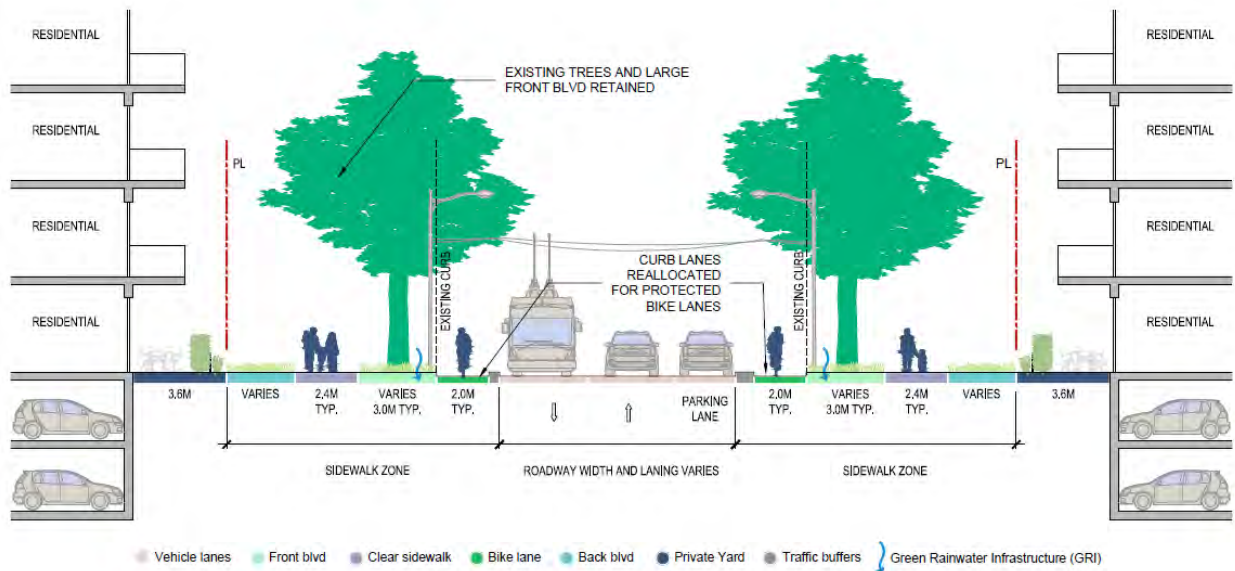 RESIDENTIAL
RESIDENTIAL
RESIDENTIAL
RESIDENTIAL
EXISTING TREES AND LARGE
FRONT BLVD RETAINED
PL
PL
RESIDENTIAL
RESIDENTIAL
RESIDENTIAL
RESIDENTIAL
EXISTING CURB
CURB LANES
REALLOCATED
FOR PROTECTED
BIKE LANES
EXISTING CURB
3.6M
VARIES
2.4M
TYP.
VARIES
3.0M TYP.
2.0M
TYP.
PARKING
LANE
2.0M
TYP.
VARIES
3.0M TYP.
2.4M
TYP.
VARIES
3.6M
SIDEWALK ZONE
ROADWAY WIDTH AND LANING VARIES
SIDEWALK ZONE
Vehicle lanes
Front blvd
Clear sidewalk
Bike lane
Back blvd
Private Yard
Traffic buffers
Green Rainwater Infrastructure (GRI)